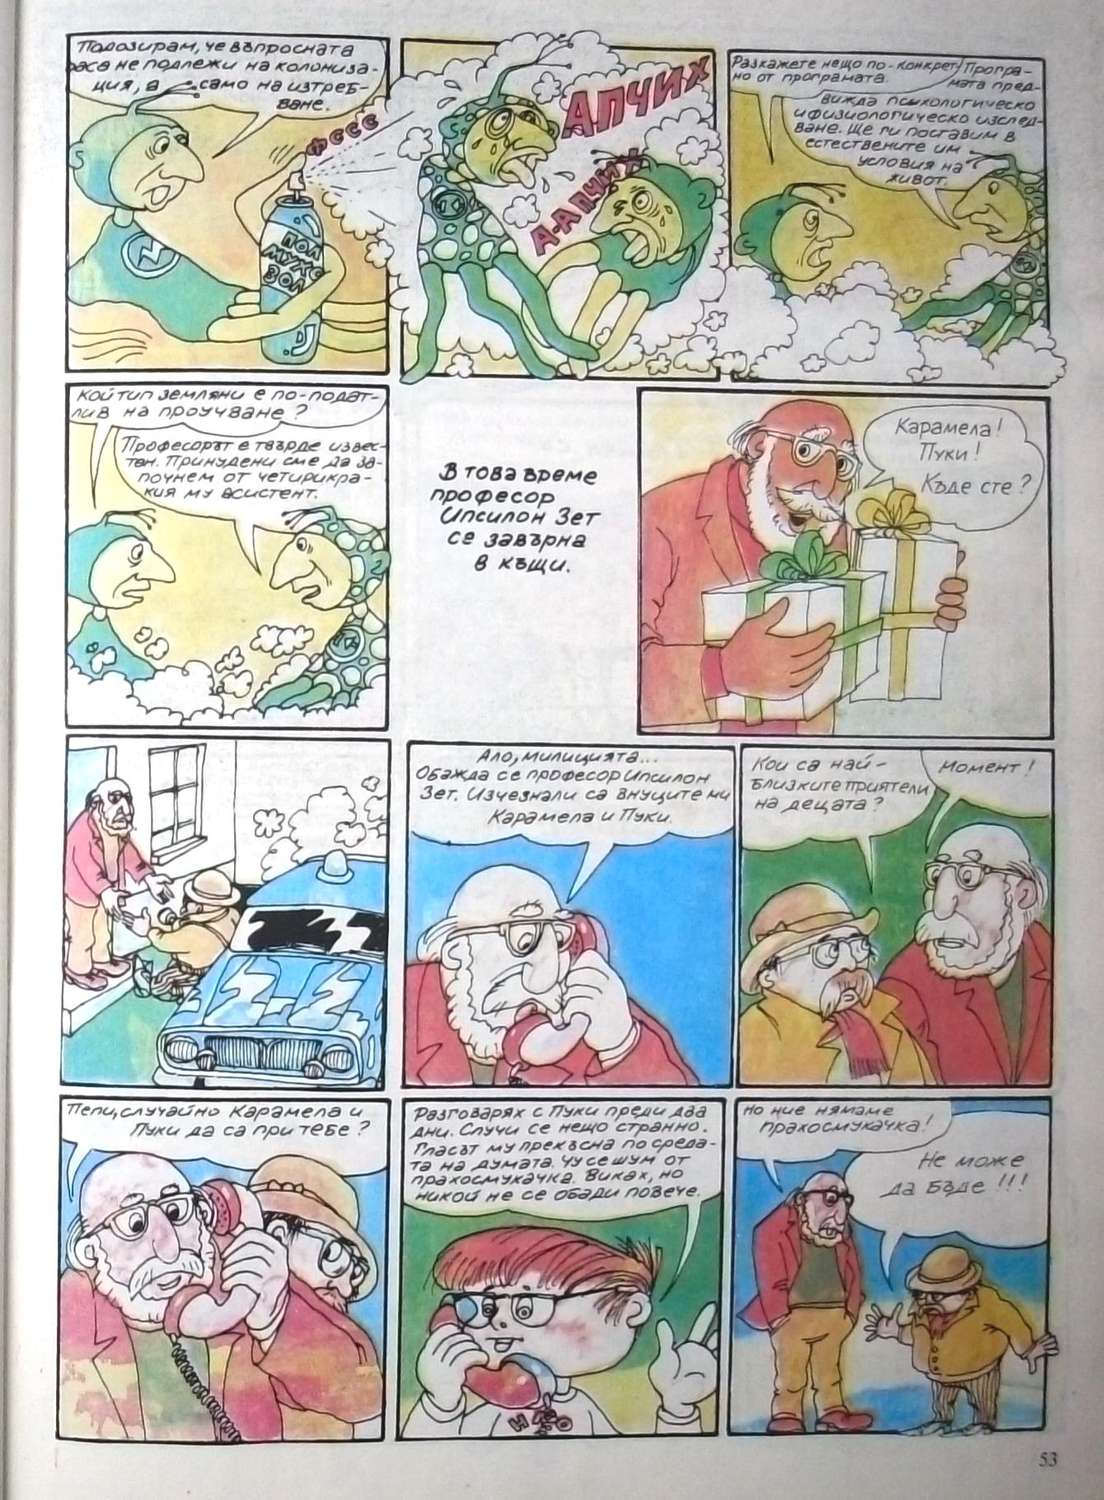 Подозирам, че въпросната
раса не подлежи на колониза-
ция, а само на изтреб-
ване.
ФССС
ПОЛ
МУХО
ЗОЛ
АПЧИХ
А-АПЧИХ
Разкажете нещо по-конкрет-
но от програмата.
Програ-
мата пред-
вижда психологическо
и физиологическо изслед-
ване. Ще ги поставим в
естествените им
условия на
живот.
Кой тип земляни е по-подат-
лив на проучване?
Професорът е твърде извес-
тен. Принудени сме да за-
почнем от четирикра-
кия му асистент.
В това време
професор
Ипсилон Зет
се завърна
в къщи.
Карамела!
Пуки!
Къде сте?
Ало, милицията...
Обажда се професор Ипсилон
Зет. Изчезнали са внуците ми
Карамела и Пуки.
Кои са най-
близките приятели
на децата?
Момент!
Пепи, случайно Карамела и
Пуки да са при тебе?
Разговарях с Пуки преди два
дни. Случи се нещо странно.
Гласът му прекъсна по среда-
та на думата. Чу се шум от
прахосмукачка. Виках, но
никой не се обади повече.
Но ние нямаме
прахосмукачка!
Не може
да бъде!!!
53